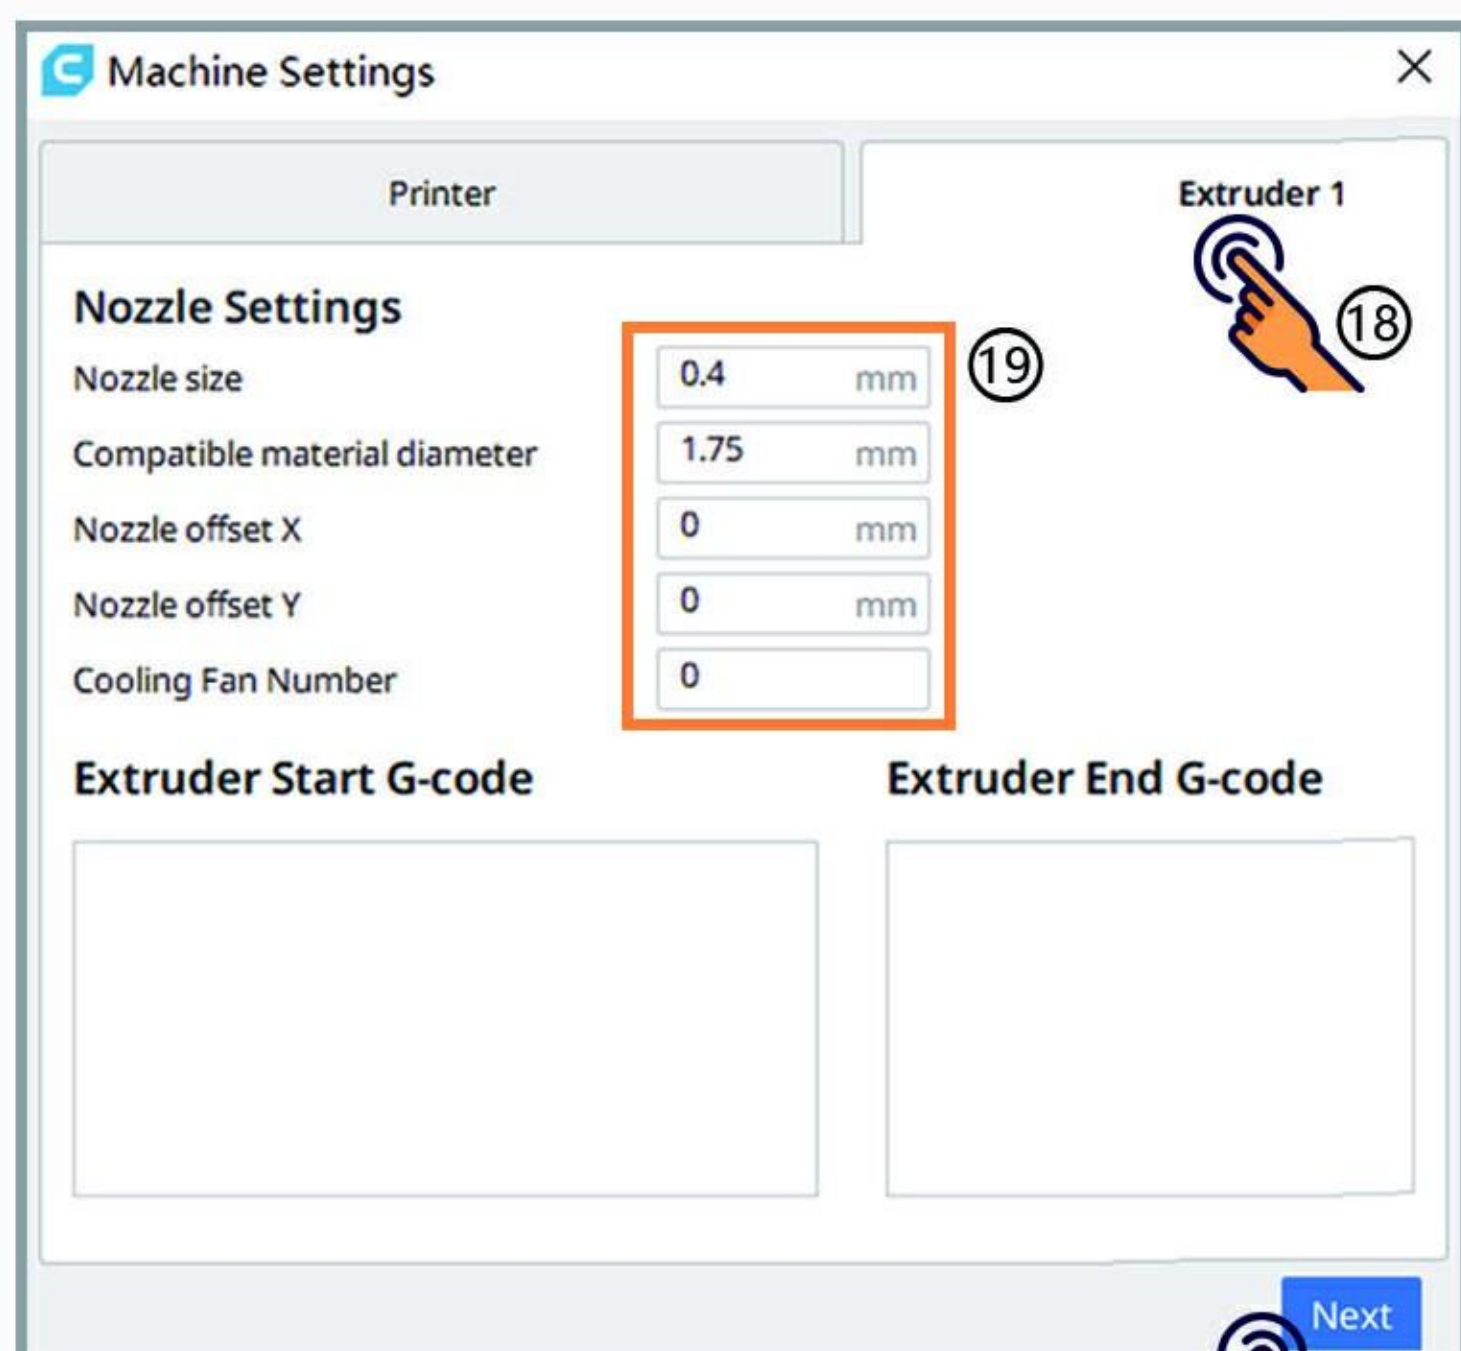 Machine Settings
Printer
Extruder 1
⑱
Nozzle Settings
⑲
Nozzle size 0.4 mm
Compatible material diameter 1.75 mm
Nozzle offset X 0 mm
Nozzle offset Y 0 mm
Cooling Fan Number 0
Extruder Start G-code
Extruder End G-code
Next